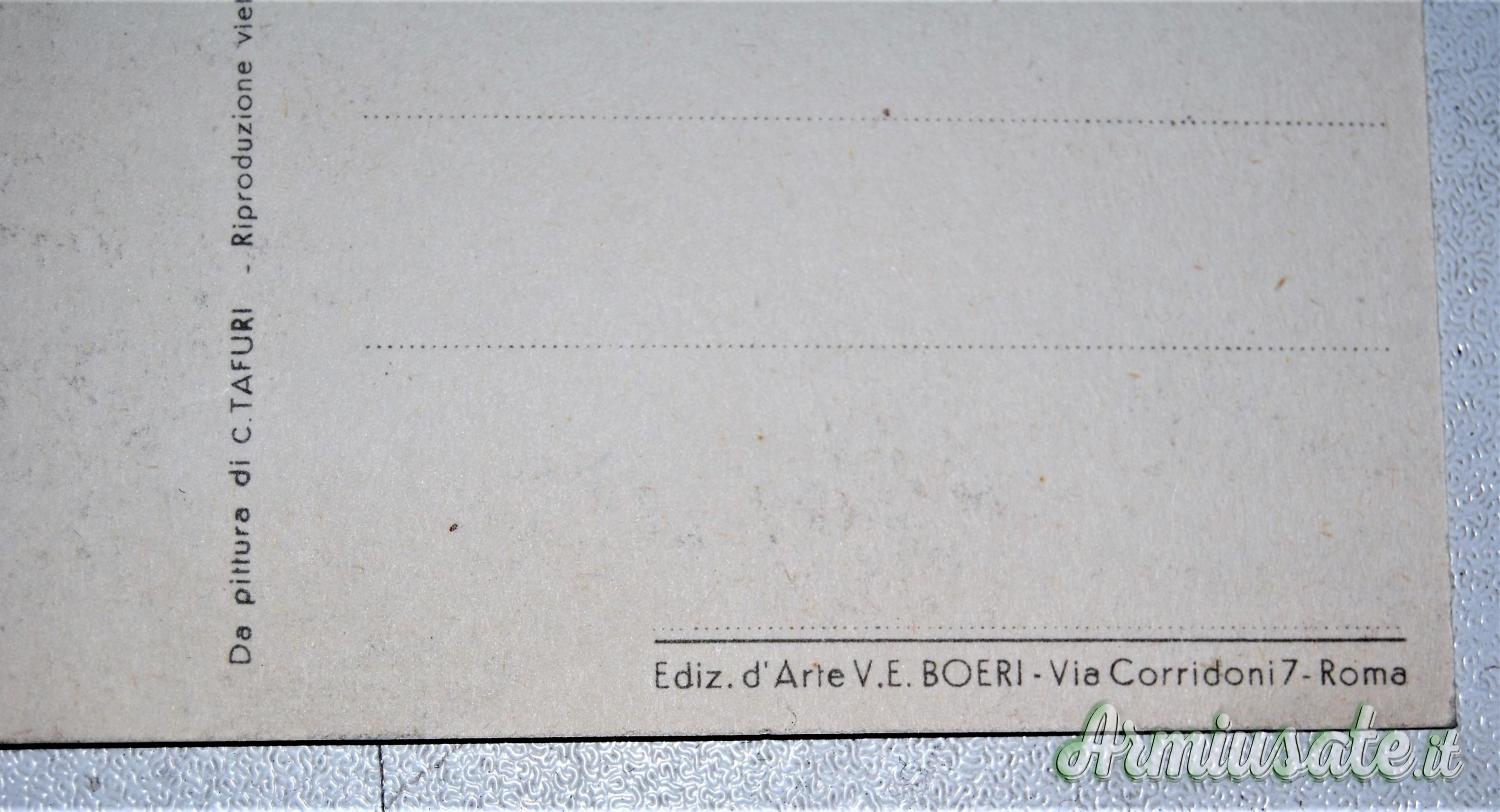 Da pittura di C. TAFURI - Riproduzione
Ediz. d'Arte V. E. BOERI - Via Corridoni 7 - Roma
Armiusate.it